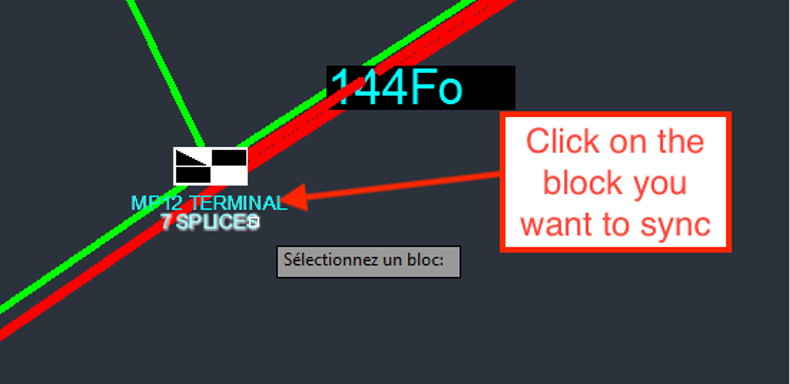 144Fo
Click on the
block you
want to sync
MP12 TERMINAL
7 SPLICES
Sélectionnez un bloc: